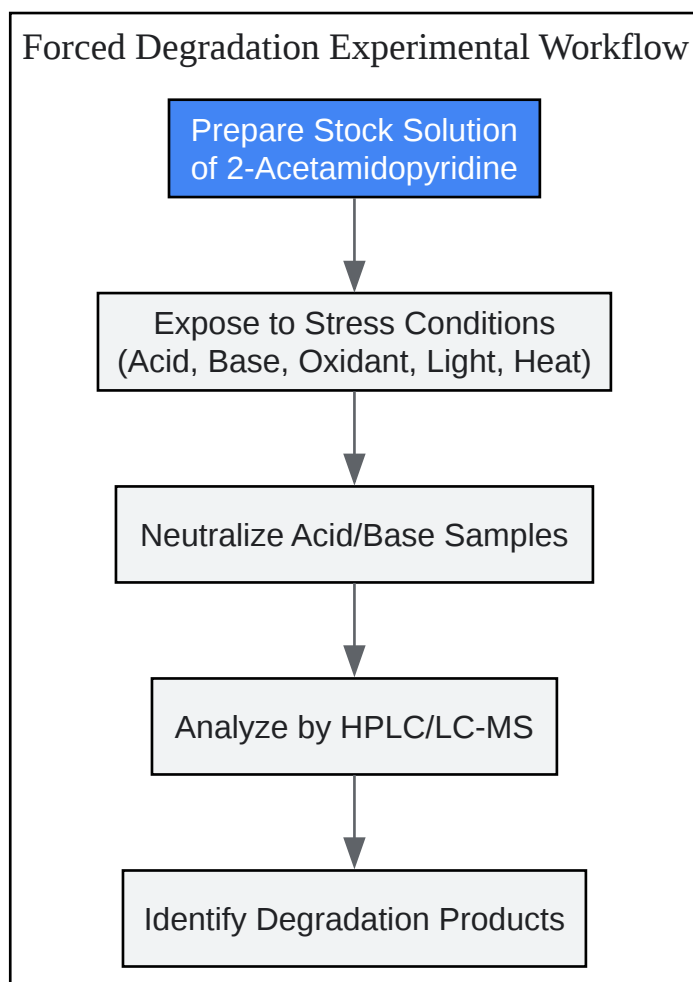 Forced Degradation Experimental Workflow
Prepare Stock Solution
of 2-Acetamidopyridine
Expose to Stress Conditions
(Acid, Base, Oxidant, Light, Heat)
Neutralize Acid/Base Samples
Analyze by HPLC/LC-MS
Identify Degradation Products